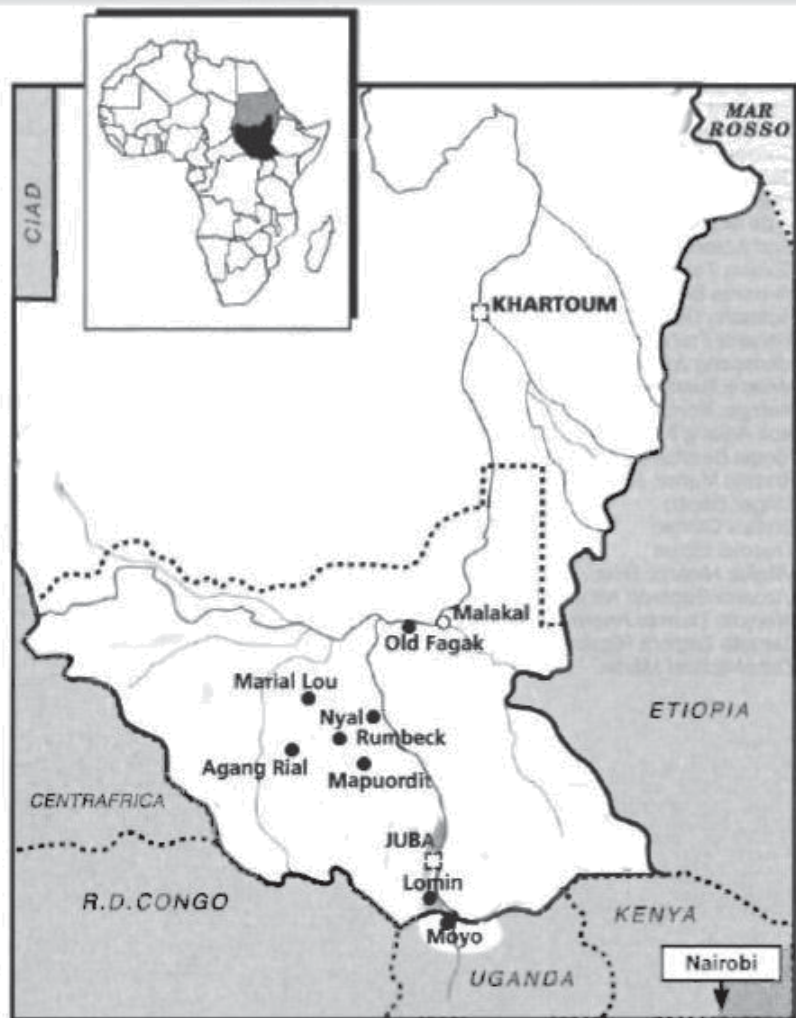 MAR
ROSSO
CIAD
KHARTOUM
Malakal
Old Fagak
Marial Lou
Nyal
Rumbeck
ETIOPIA
Agang Rial
Mapuordit
CENTRAFRICA
JUBA
Lomin
R.D.CONGO
KENYA
Moyo
Nairobi
UGANDA